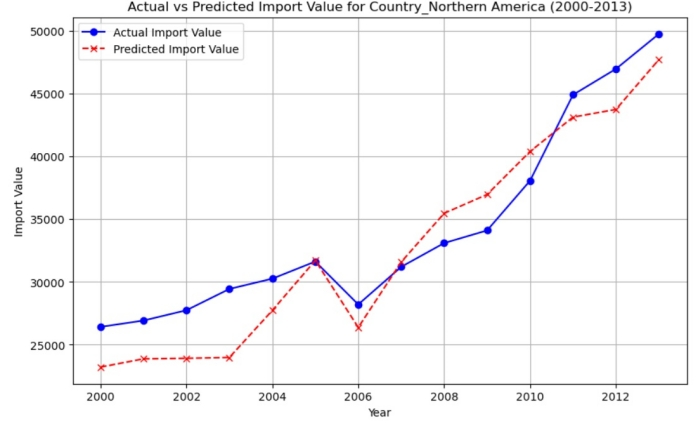 Actual vs Predicted Import Value for Country_Northern America (2000-2013)
Actual Import Value
Predicted Import Value
50000
45000
40000
35000
30000
25000
Import Value
2000 2002 2004 2006 2008 2010 2012
Year